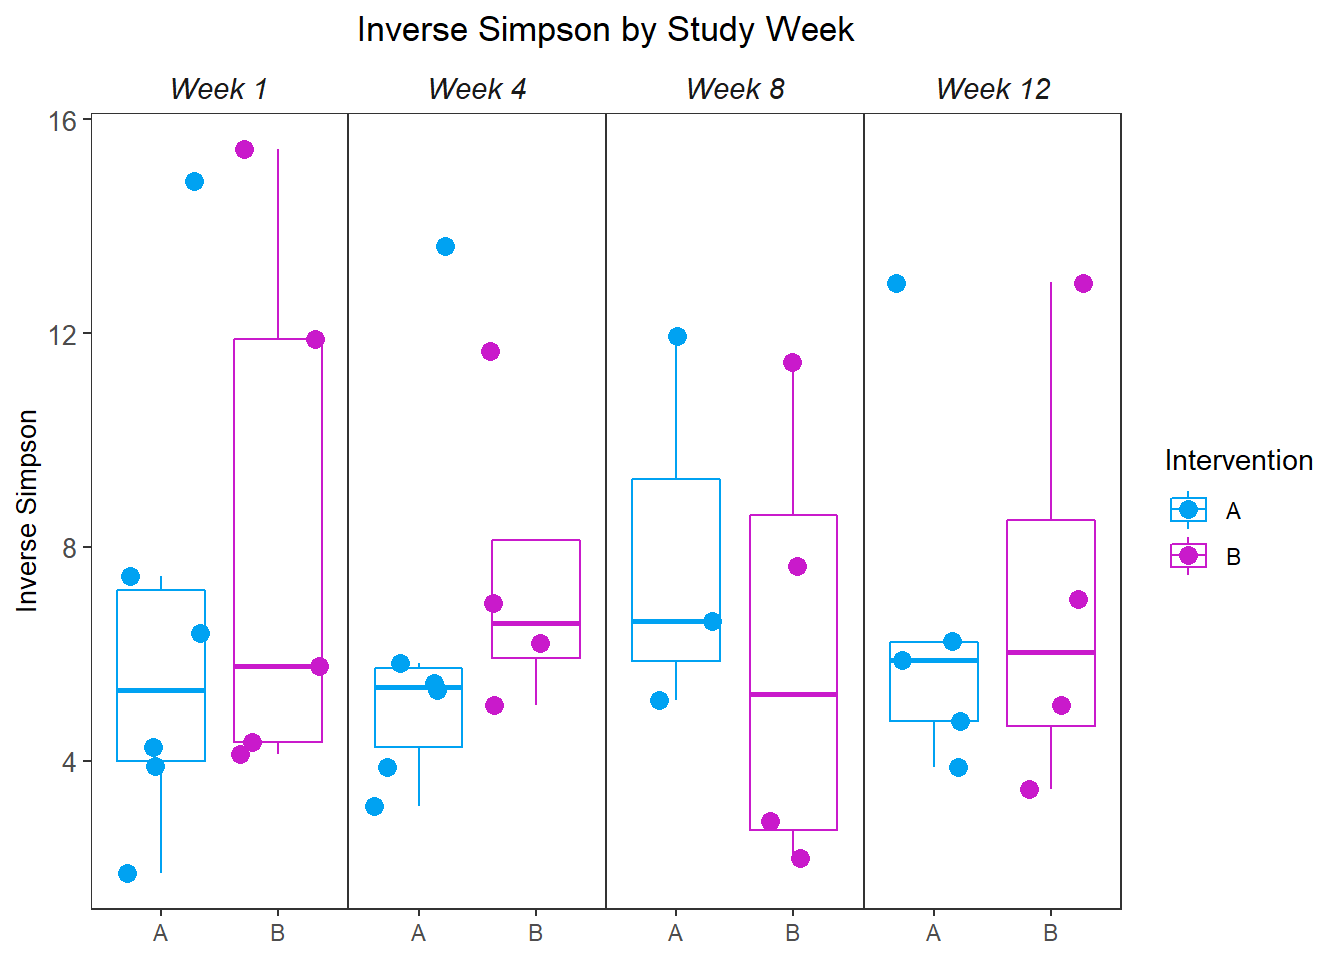 Inverse Simpson by Study Week
Week 1 Week 4 Week 8 Week 12
16
12
8
4
Inverse Simpson
A B A B A B A B
Intervention
A
B